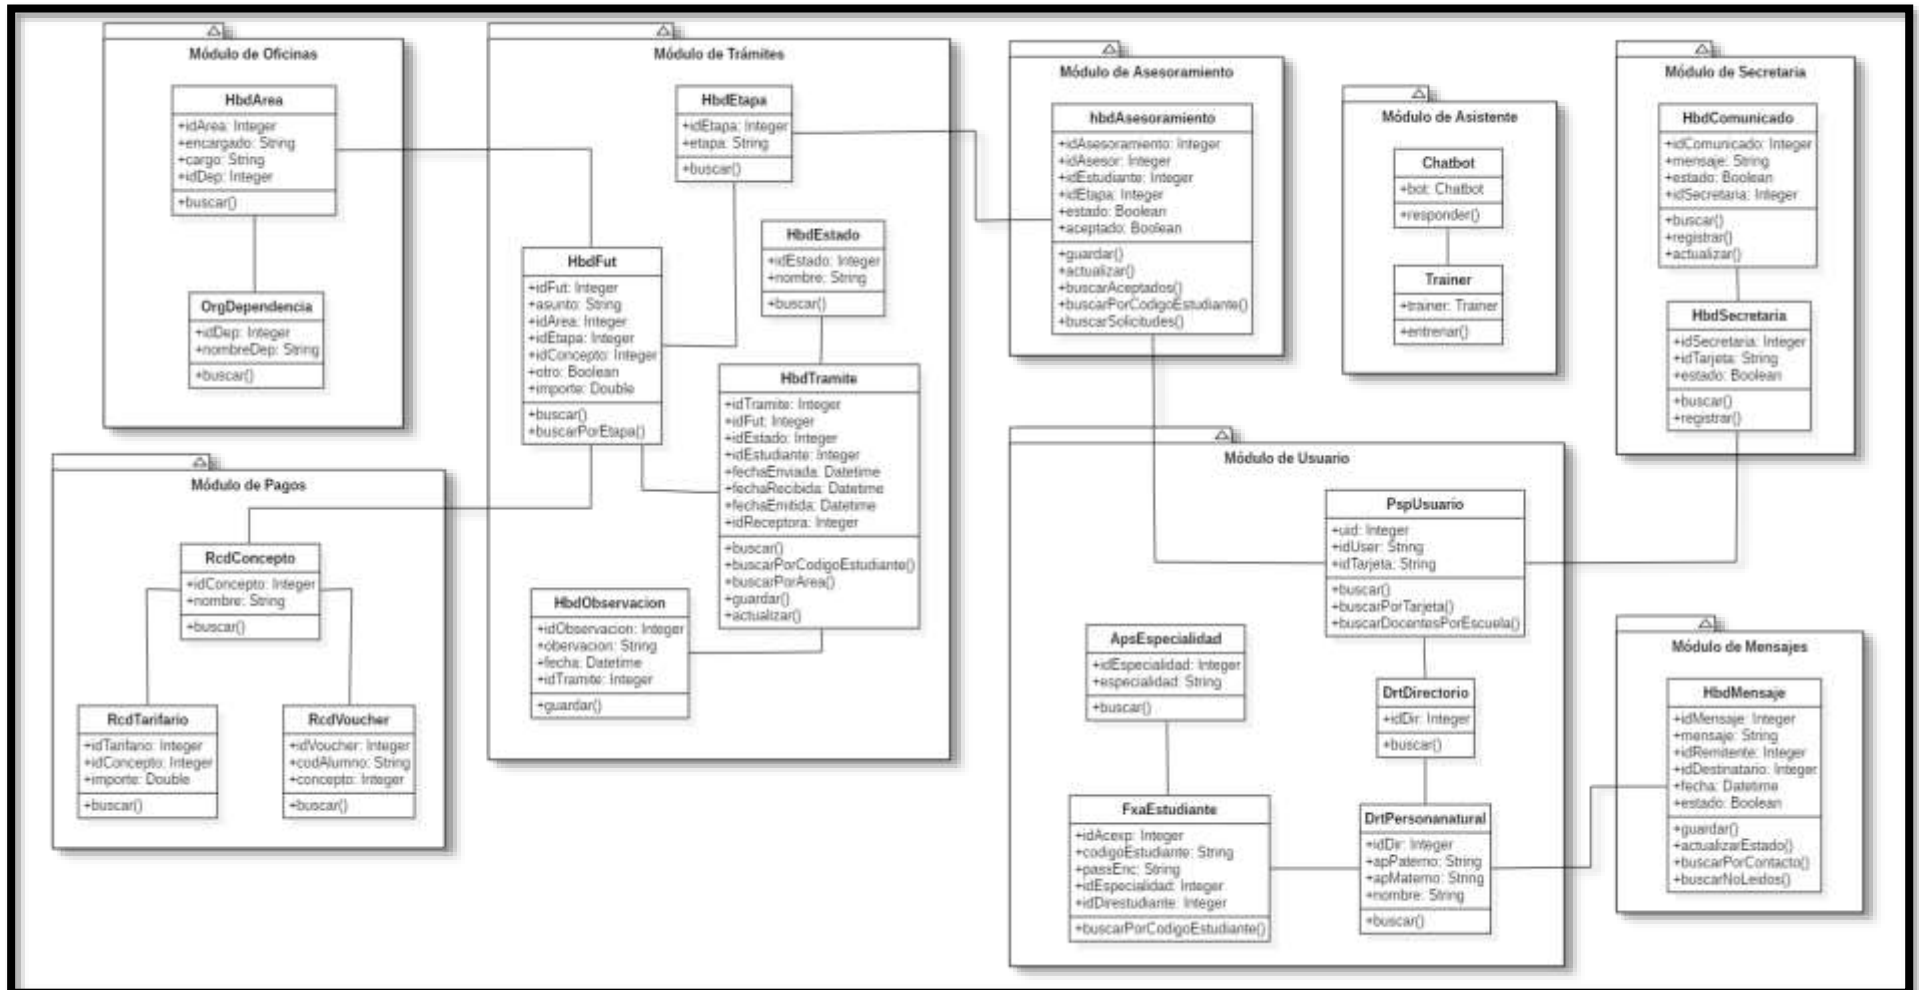 Módulo de Oficinas
HbdArea
+idArea: Integer
+encargado: String
+cargo: String
+idDep: Integer
+buscar()
OrgDependencia
+idDep: Integer
+nombreDep: String
+buscar()
Módulo de Pagos
RcdConcepto
+idConcepto: Integer
+nombre: String
+buscar()
RcdTarifario
+idTarifario: Integer
+idConcepto: Integer
+importe: Double
+buscar()
RcdVoucher
+idVoucher: Integer
+codAlumno: String
+concepto: Integer
+buscar()
Módulo de Trámites
HbdEtapa
+idEtapa: Integer
+etapa: String
+buscar()
HbdEstado
+idEstado: Integer
+nombre: String
+buscar()
HbdFut
+idFut: Integer
+asunto: String
+idArea: Integer
+idEtapa: Integer
+idConcepto: Integer
+otro: Boolean
+importe: Double
+buscar()
+buscarPorEtapa()
HbdTramite
+idTramite: Integer
+idFut: Integer
+idEstado: Integer
+idEstudiante: Integer
+fechaEnviada: Datetime
+fechaRecibida: Datetime
+fechaEmitida: Datetime
+idReceptora: Integer
+buscar()
+buscarPorCodigoEstudiante()
+buscarPorArea()
+guardar()
+actualizar()
HbdObservacion
+idObservacion: Integer
+obervacion: String
+fecha: Datetime
+idTramite: Integer
+guardar()
Módulo de Asesoramiento
hbdAsesoramiento
+idAsesoramiento: Integer
+idAsesor: Integer
+idEstudiante: Integer
+idEtapa: Integer
+estado: Boolean
+aceptado: Boolean
+guardar()
+actualizar()
+buscarAceptados()
+buscarPorCodigoEstudiante()
+buscarSolicitudes()
Módulo de Asistente
Chatbot
+bot: Chatbot
+responder()
Trainer
+trainer: Trainer
+entrenar()
Módulo de Secretaria
HbdComunicado
+idComunicado: Integer
+mensaje: String
+estado: Boolean
+idSecretaria: Integer
+buscar()
+registrar()
+actualizar()
HbdSecretaria
+idSecretaria: Integer
+idTarjeta: String
+estado: Boolean
+buscar()
+registrar()
Módulo de Usuario
PspUsuario
+uid: Integer
+idUser: String
+idTarjeta: String
+buscar()
+buscarPorTarjeta()
+buscarDocentesPorEscuela()
ApsEspecialidad
+idEspecialidad: Integer
+especialidad: String
+buscar()
DrtDirectorio
+idDir: Integer
+buscar()
FxaEstudiante
+idAcexp: Integer
+codigoEstudiante: String
+passEnc: String
+idEspecialidad: Integer
+idDirestudiante: Integer
+buscarPorCodigoEstudiante()
DrtPersonanatural
+idDir: Integer
+apPaterno: String
+apMaterno: String
+nombre: String
+buscar()
Módulo de Mensajes
HbdMensaje
+idMensaje: Integer
+mensaje: String
+idRemitente: Integer
+idDestinatario: Integer
+fecha: Datetime
+estado: Boolean
+guardar()
+actualizarEstado()
+buscarPorContacto()
+buscarNoLeidos()